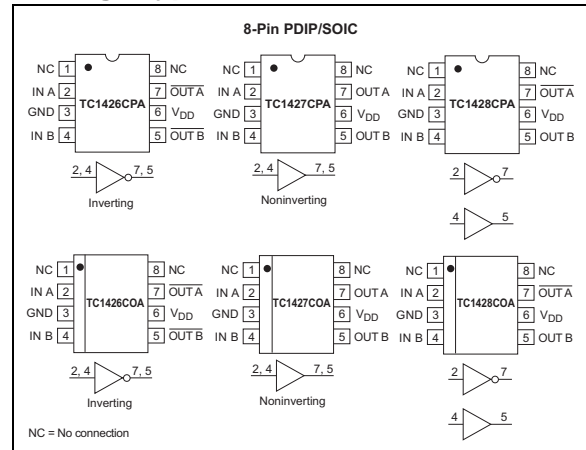 8-Pin PDIP/SOIC
NC 1 8 NC
IN A 2 7 OUT A
GND 3 6 VDD
IN B 4 5 OUT B
TC1426CPA
2, 4 7, 5
Inverting
NC 1 8 NC
IN A 2 7 OUT A
GND 3 6 VDD
IN B 4 5 OUT B
TC1427CPA
2, 4 7, 5
Noninverting
NC 1 8 NC
IN A 2 7 OUT A
GND 3 6 VDD
IN B 4 5 OUT B
TC1428CPA
2 7
4 5
NC 1 8 NC
IN A 2 7 OUT A
GND 3 6 VDD
IN B 4 5 OUT B
TC1426COA
2, 4 7, 5
Inverting
NC 1 8 NC
IN A 2 7 OUT A
GND 3 6 VDD
IN B 4 5 OUT B
TC1427COA
2, 4 7, 5
Noninverting
NC 1 8 NC
IN A 2 7 OUT A
GND 3 6 VDD
IN B 4 5 OUT B
TC1428COA
2 7
4 5
NC = No connection